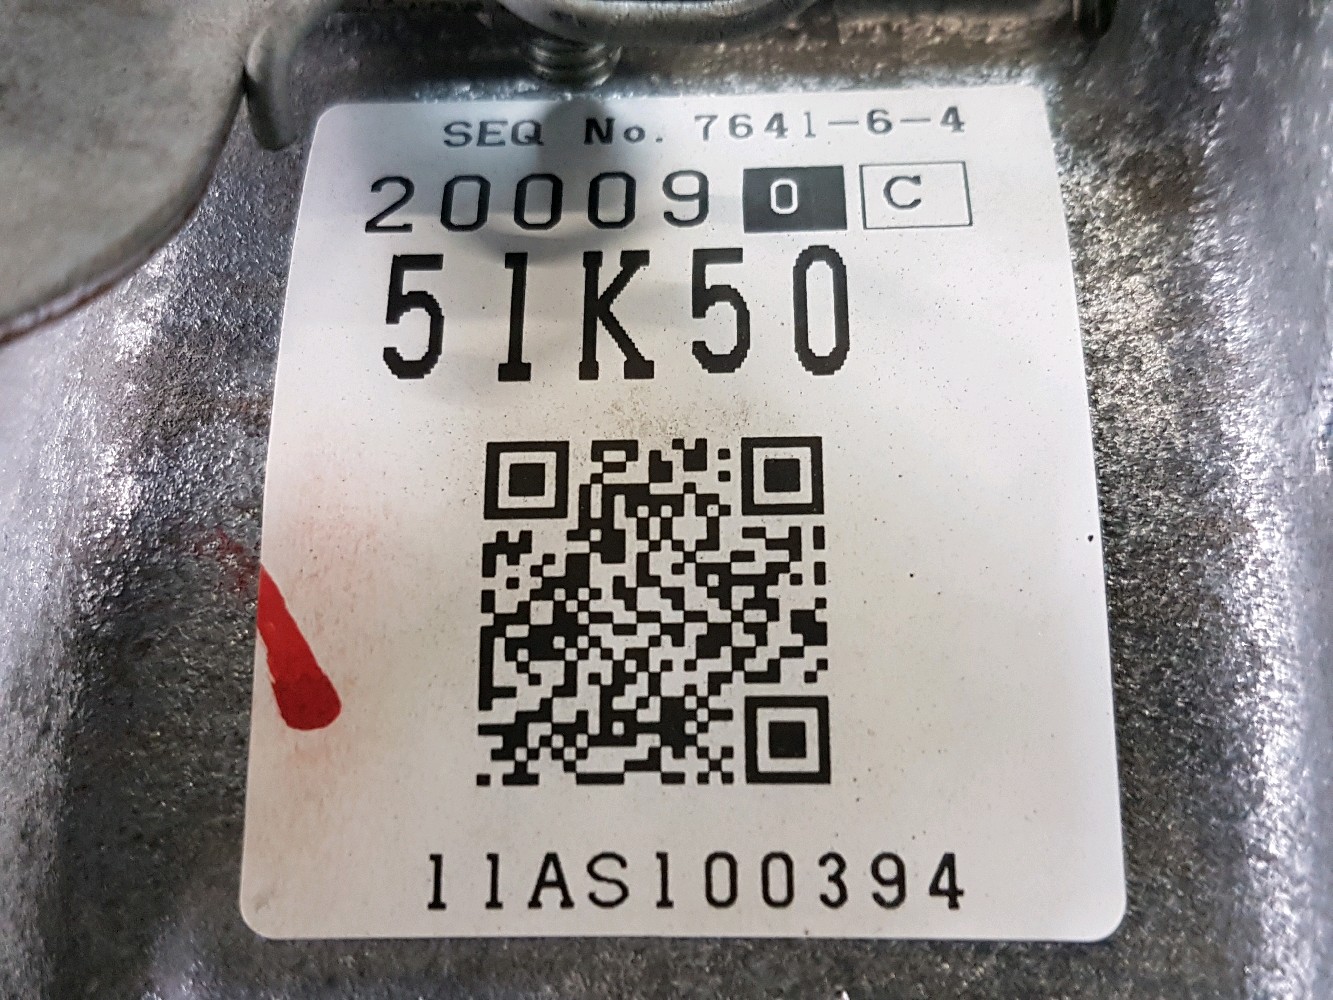 SEQ No. 7641-6-4
20009 0 C
51K50
11AS100394